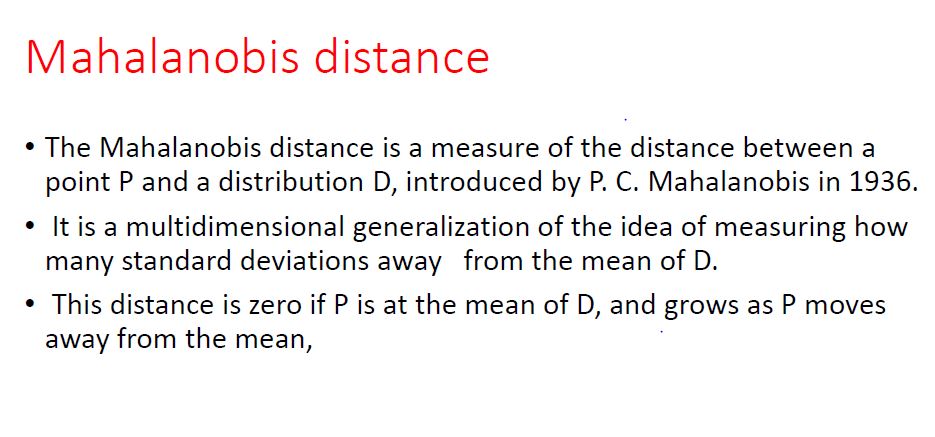 Mahalanobis distance
• The Mahalanobis distance is a measure of the distance between a
point P and a distribution D, introduced by P. C. Mahalanobis in 1936.
• It is a multidimensional generalization of the idea of measuring how
many standard deviations away   from the mean of D.
• This distance is zero if P is at the mean of D, and grows as P moves
away from the mean,